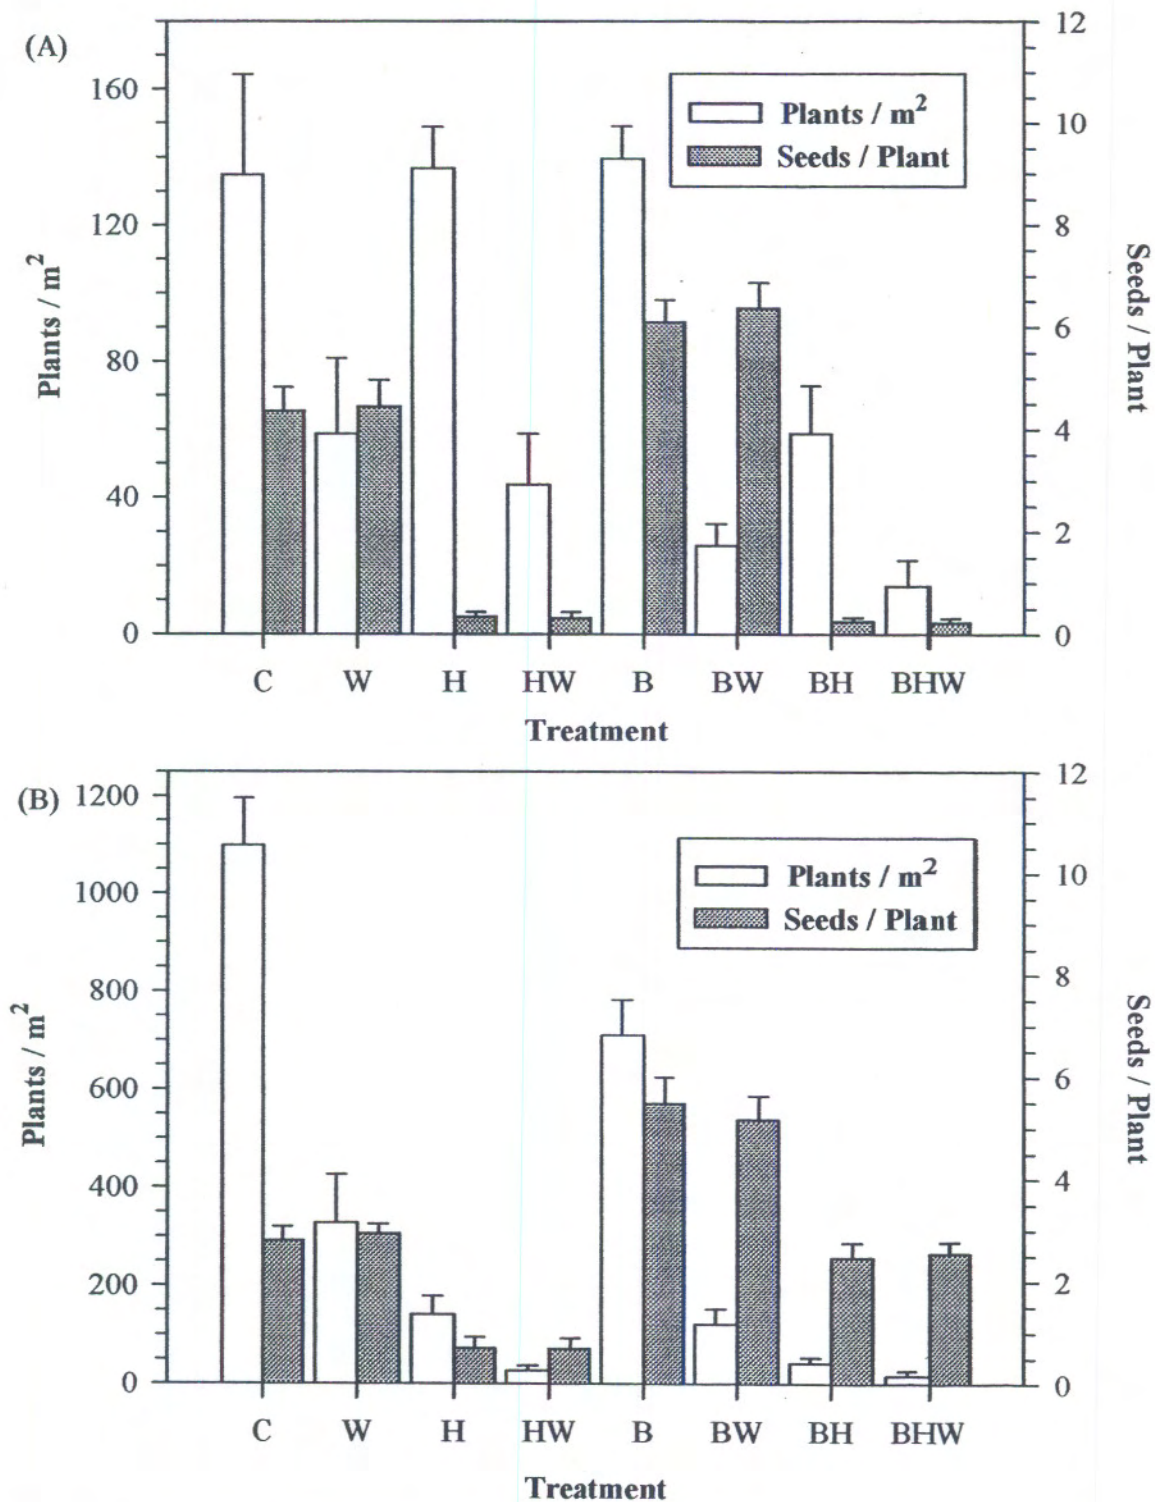 (A)
Plants / m²
160
120
80
40
0
12
10
8
6
4
2
0
Seeds / Plant
Plants / m²
Seeds / Plant
C W H HW B BW BH BHW
Treatment
(B)
Plants / m²
1200
1000
800
600
400
200
0
12
10
8
6
4
2
0
Seeds / Plant
Plants / m²
Seeds / Plant
C W H HW B BW BH BHW
Treatment